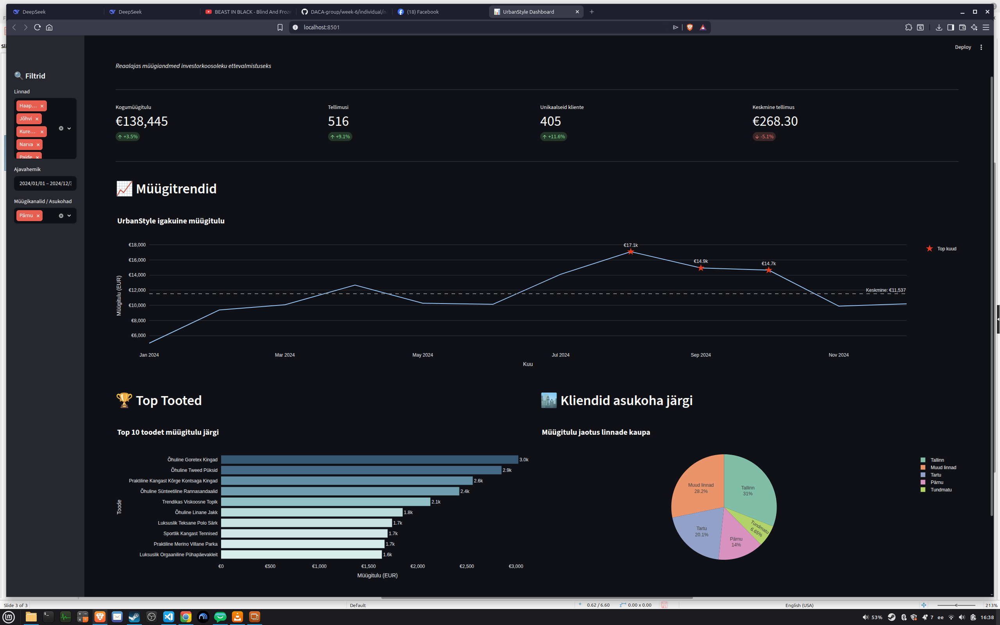 DeepSeek
DeepSeek
BEAST IN BLACK - Blind And Froze
DACA-group/week-6/individual/na
(18) Facebook
UrbanStyle Dashboard
localhost:8501
Deploy
Reaalajas müügiandmed investorkoosoleku ettevalmistuseks
Filtrid
Linnad
Haap...
Jõhvi
Kure...
Narva
Paide
Ajavahemik
2024/01/01 – 2024/12/3
Müügikanalid / Asukohad
Pärnu
Kogumüügitulu
€138,445
+3.5%
Tellimusi
516
+9.1%
Unikaalseid kliente
405
+11.6%
Keskmine tellimus
€268.30
-5.1%
Müügitrendid
UrbanStyle igakuine müügitulu
€18,000
€16,000
€14,000
€12,000
€10,000
€8,000
€6,000
Müügitulu (EUR)
€17.1k
€14.9k
€14.7k
Keskmine: €11,537
Top kuud
Jan 2024
Mar 2024
May 2024
Jul 2024
Sep 2024
Nov 2024
Kuu
Top Tooted
Top 10 toodet müügitulu järgi
Toode
Õhuline Goretex Kingad 3.0k
Õhuline Tweed Püksid 2.9k
Praktiline Kangast Kõrge Kontsaga Kingad 2.6k
Õhuline Sünteetiline Rannasandaalid 2.4k
Trendikas Viskoosne Topik 2.1k
Õhuline Linane Jakk 1.8k
Luksuslik Teksane Polo Särk 1.7k
Sportlik Kangast Tennised 1.7k
Praktiline Merino Villane Parka 1.7k
Luksuslik Orgaaniline Pühapäevakleit 1.6k
€0
€500
€1,000
€1,500
€2,000
€2,500
€3,000
Müügitulu (EUR)
Kliendid asukoha järgi
Müügitulu jaotus linnade kaupa
Muud linnad
28.2%
Tallinn
31%
Tundmatu
6.65%
Tartu
20.1%
Pärnu
14%
Tallinn
Muud linnad
Tartu
Pärnu
Tundmatu
Slide 3 of 3
Default
0.62 / 6.60
0.00 x 0.00
English (USA)
213%
53%
7
ee
16:38